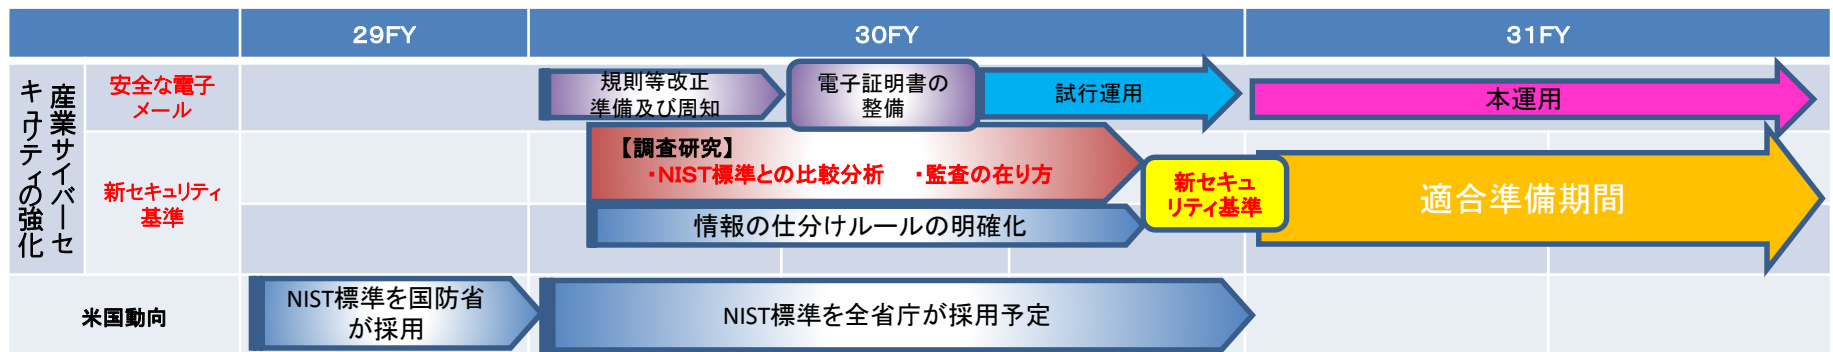 29FY
30FY
31FY
産業サイバーセ
キュリティの強化
安全な電子
メール
規則等改正
準備及び周知
電子証明書の
整備
試行運用
本運用
新セキュリティ
基準
【調査研究】
・NIST標準との比較分析　・監査の在り方
情報の仕分けルールの明確化
新セキュ
リティ基準
適合準備期間
米国動向
NIST標準を国防省
が採用
NIST標準を全省庁が採用予定